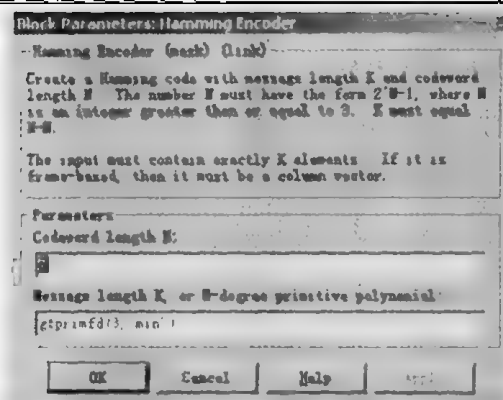 Block Parameters: Hamming Encoder
Hamming Encoder (mask) (link)
Create a Hamming code with message length K and codeword
length N The number N must have the form 2^M-1, where M
is an integer greater than or equal to 3. K must equal
N-M.
The input must contain exactly K elements If it is
frame-based, then it must be a column vector.
Parameters
Codeword length N:
Message length K, or M-degree primitive polynomial
OK Cancel Help